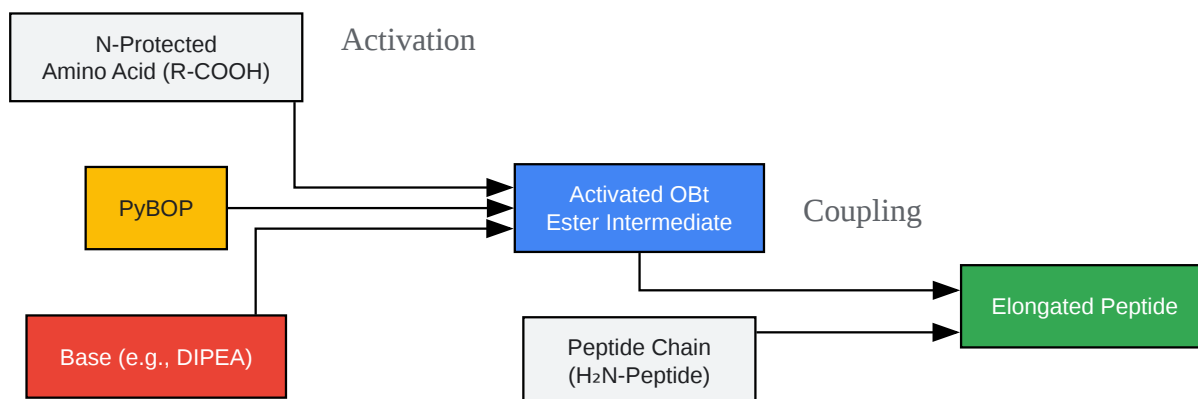 N-Protected
Amino Acid (R-COOH)
Activation
PyBOP
Activated OBt
Ester Intermediate
Coupling
Base (e.g., DIPEA)
Peptide Chain
(H₂N-Peptide)
Elongated Peptide